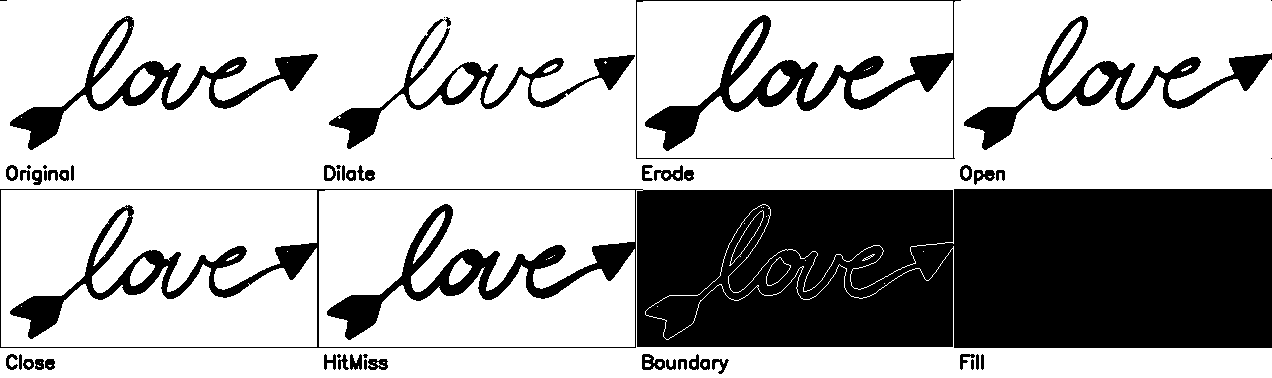 love love love love
Original Dilate Erode Open
love love love
Close HitMiss Boundary Fill